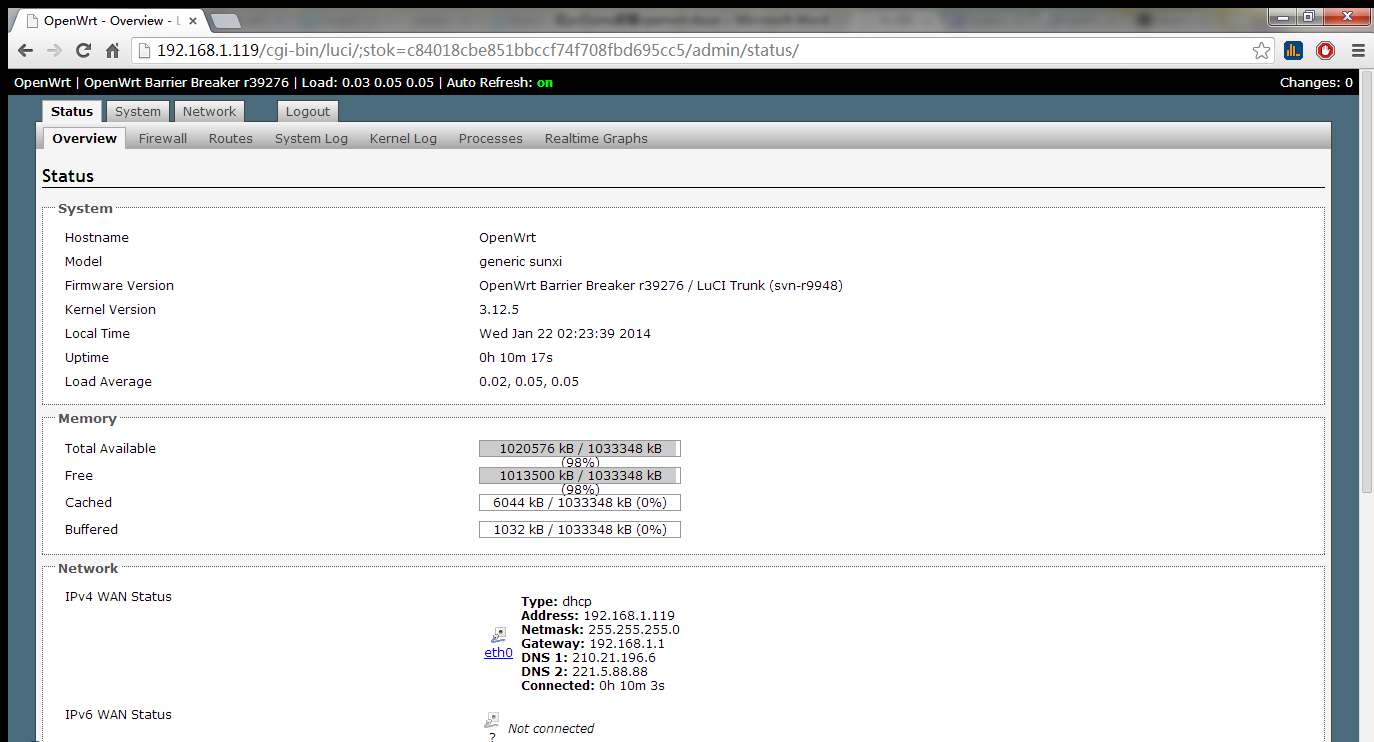 OpenWrt - Overview - L
192.168.1.119/cgi-bin/luci/;stok=c84018cbe851bbccf74f708fbd695cc5/admin/status/
OpenWrt | OpenWrt Barrier Breaker r39276 | Load: 0.03 0.05 0.05 | Auto Refresh: on Changes: 0
Status System Network Logout
Overview Firewall Routes System Log Kernel Log Processes Realtime Graphs
Status
System
Hostname OpenWrt
Model generic sunxi
Firmware Version OpenWrt Barrier Breaker r39276 / LuCI Trunk (svn-r9948)
Kernel Version 3.12.5
Local Time Wed Jan 22 02:23:39 2014
Uptime 0h 10m 17s
Load Average 0.02, 0.05, 0.05
Memory
Total Available 1020576 kB / 1033348 kB
(98%)
Free 1013500 kB / 1033348 kB
(98%)
Cached 6044 kB / 1033348 kB (0%)
Buffered 1032 kB / 1033348 kB (0%)
Network
IPv4 WAN Status
Type: dhcp
Address: 192.168.1.119
Netmask: 255.255.255.0
Gateway: 192.168.1.1
eth0
DNS 1: 210.21.196.6
DNS 2: 221.5.88.88
Connected: 0h 10m 3s
IPv6 WAN Status
Not connected
?